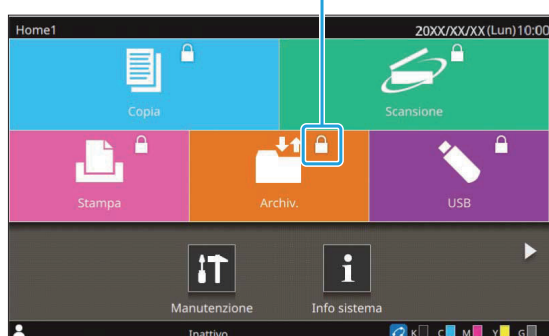 Home1 20XX/XX/XX (Lun) 10:00
Copia Scansione
Stampa Archiv. USB
Manutenzione Info sistema
Inattivo K C M Y G